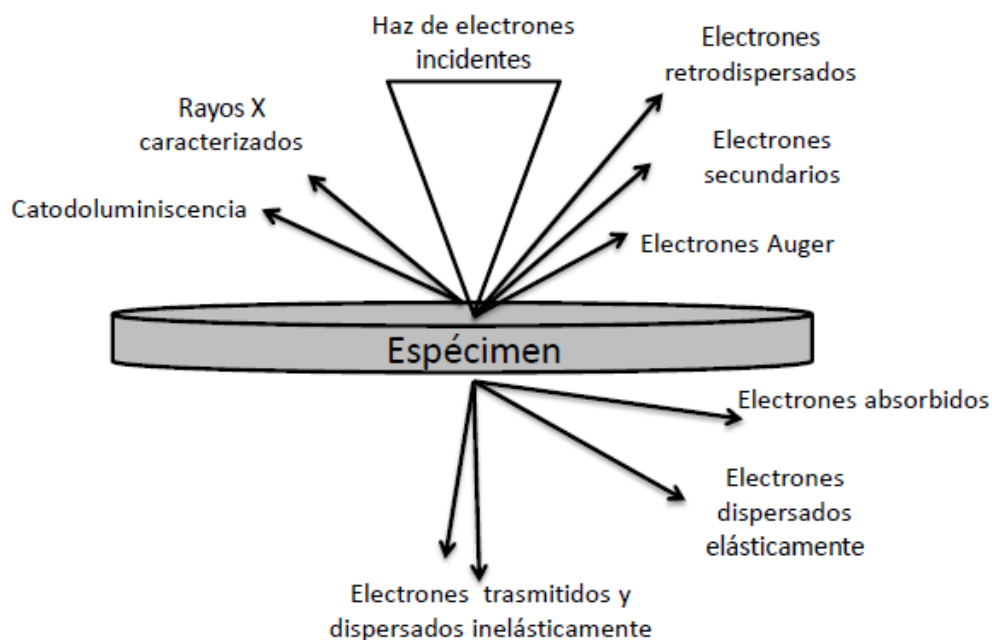 Haz de electrones
incidentes
Electrones
retrodispersados
Rayos X
caracterizados
Electrones
secundarios
Catodoluminiscencia
Electrones Auger
Espécimen
Electrones absorbidos
Electrones
dispersados
elásticamente
Electrones trasmitidos y
dispersados inelásticamente